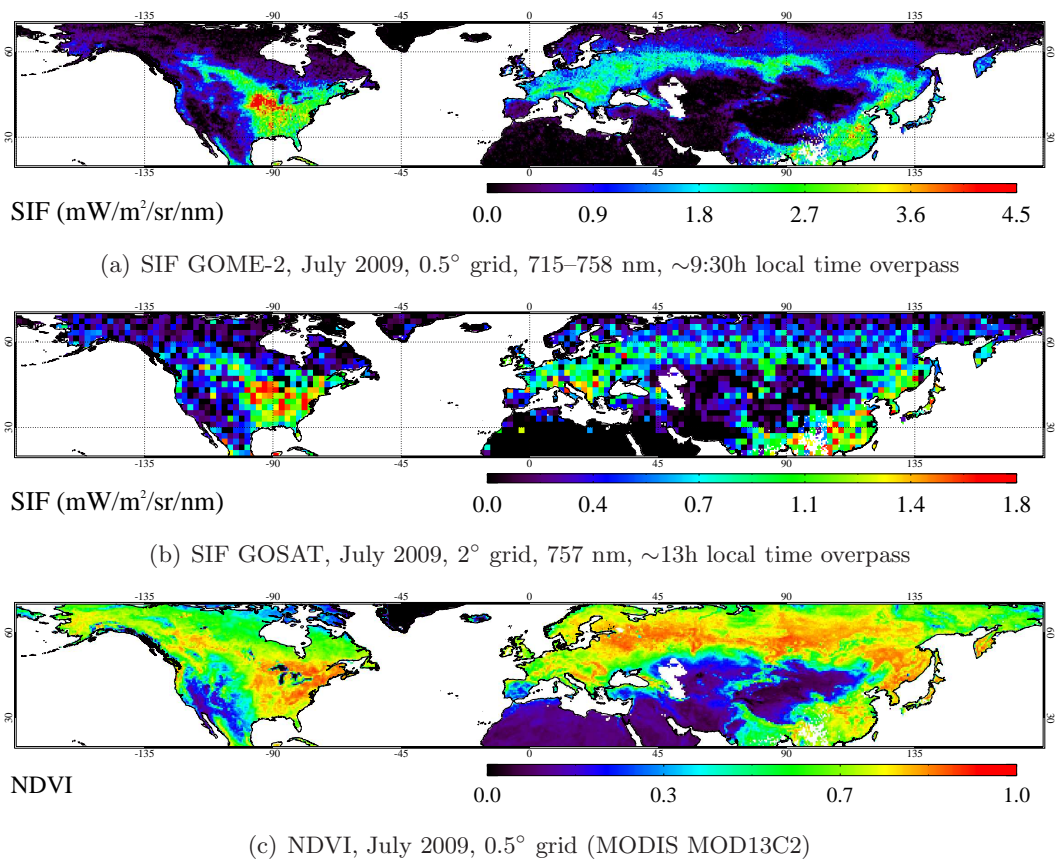 -135 -90 -45 0 45 90 135
60 60
30 30
-135 -90 -45 0 45 90 135
0.0 0.9 1.8 2.7 3.6 4.5
SIF (mW/m²/sr/nm)
(a) SIF GOME-2, July 2009, 0.5° grid, 715–758 nm, ∼9:30h local time overpass
-135 -90 -45 0 45 90 135
60 60
30 30
-135 -90 -45 0 45 90 135
0.0 0.4 0.7 1.1 1.4 1.8
SIF (mW/m²/sr/nm)
(b) SIF GOSAT, July 2009, 2° grid, 757 nm, ∼13h local time overpass
-135 -90 -45 0 45 90 135
60 60
30 30
-135 -90 -45 0 45 90 135
NDVI
0.0 0.3 0.7 1.0
(c) NDVI, July 2009, 0.5° grid (MODIS MOD13C2)